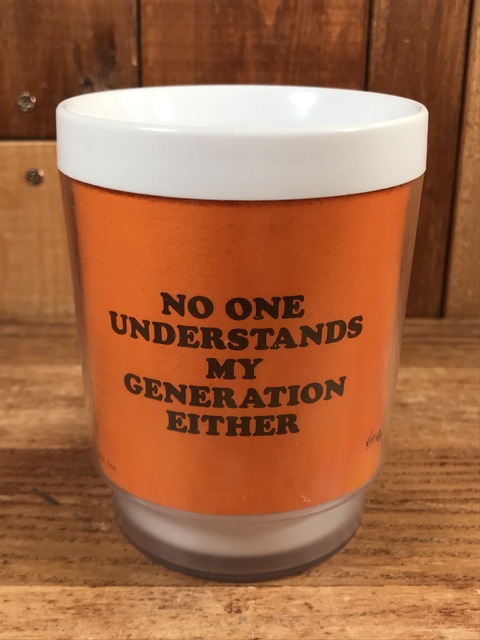 NO ONE
UNDERSTANDS
MY
GENERATION
EITHER